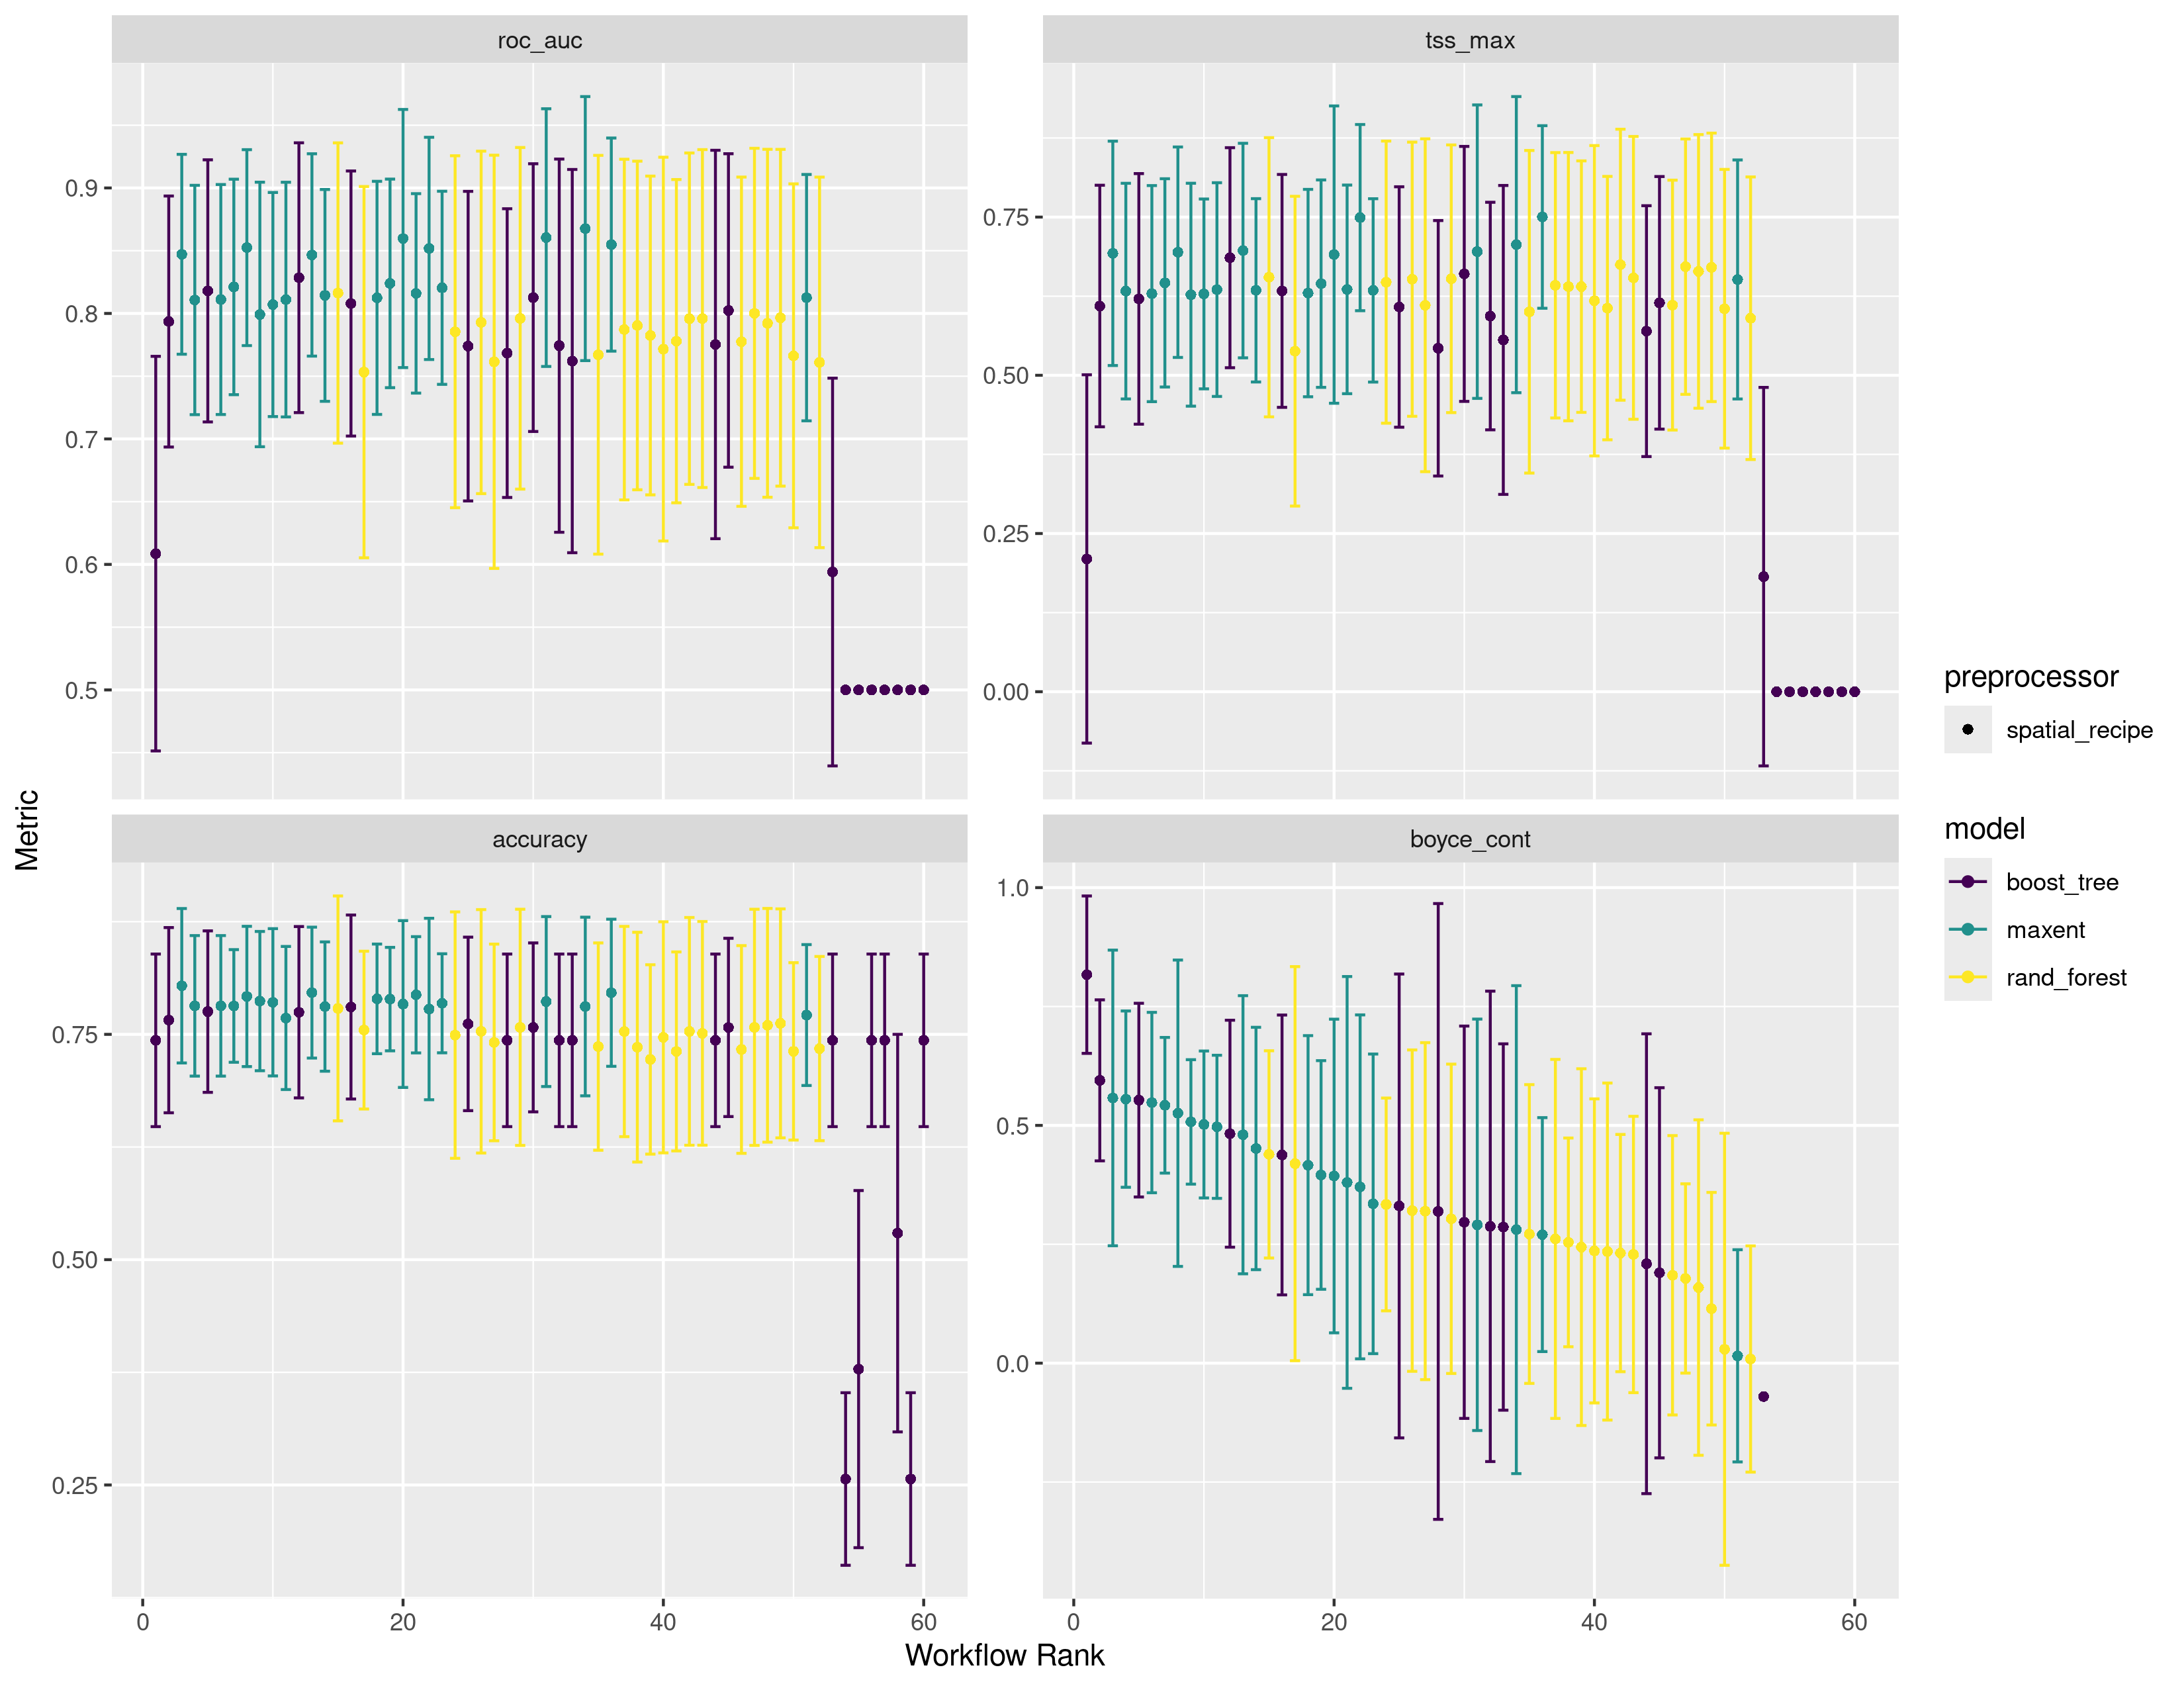 roc_auc
tss_max
0.9
0.8
0.7
0.6
0.5
0.75
0.50
0.25
0.00
Metric
accuracy
boyce_cont
0.75
0.50
0.25
1.0
0.5
0.0
0 20 40 60
0 20 40 60
Workflow Rank
preprocessor
spatial_recipe
model
boost_tree
maxent
rand_forest